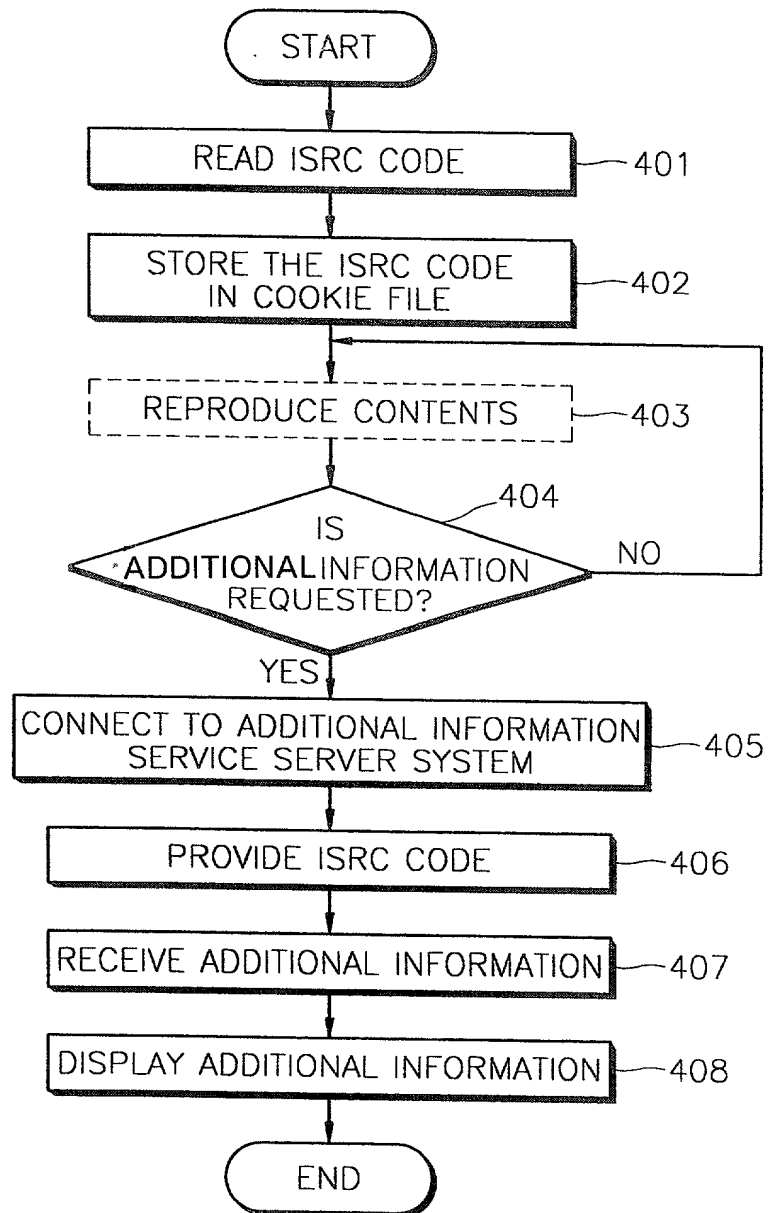 START
READ ISRC CODE
401
STORE THE ISRC CODE
IN COOKIE FILE
402
REPRODUCE CONTENTS
403
404
IS
ADDITIONAL INFORMATION
REQUESTED?
NO
YES
CONNECT TO ADDITIONAL INFORMATION
SERVICE SERVER SYSTEM
405
PROVIDE ISRC CODE
406
RECEIVE ADDITIONAL INFORMATION
407
DISPLAY ADDITIONAL INFORMATION
408
END